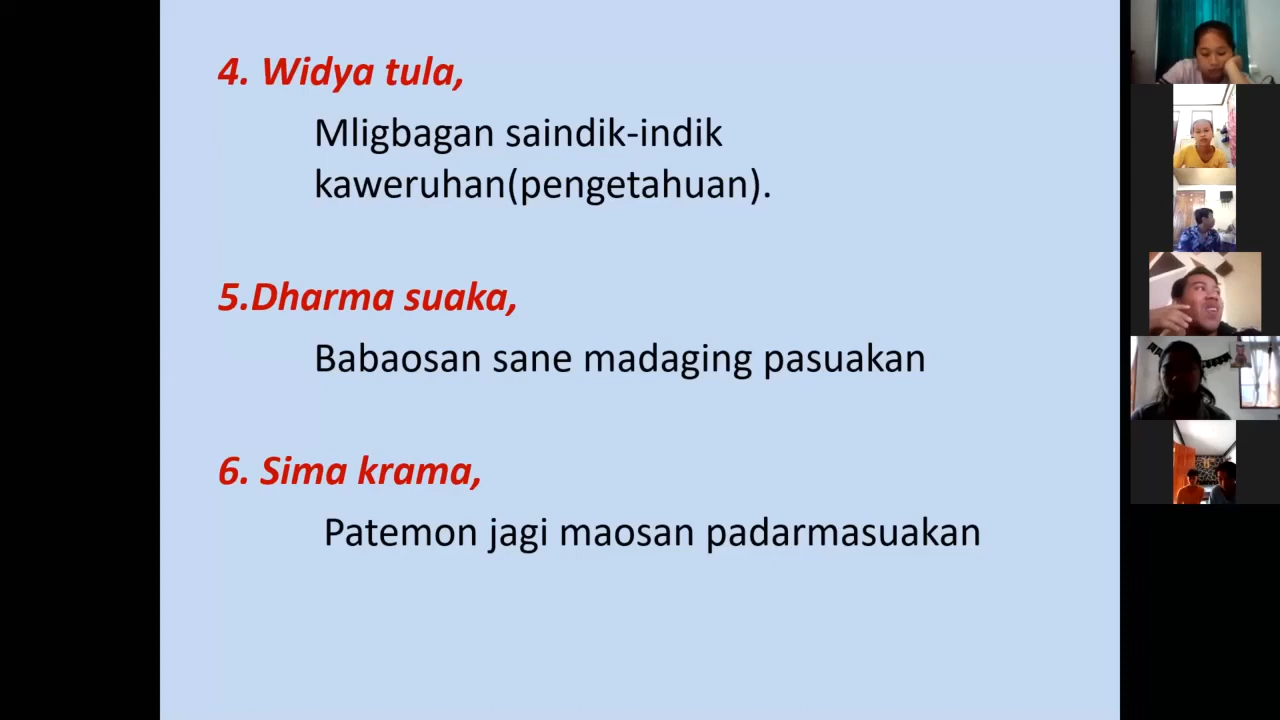 4. Widya tula,
Mligbagan saindik-indik
kaweruhan(pengetahuan).
5.Dharma suaka,
Babaosan sane madaging pasuakan
6. Sima krama,
Patemon jagi maosan padarmasuakan